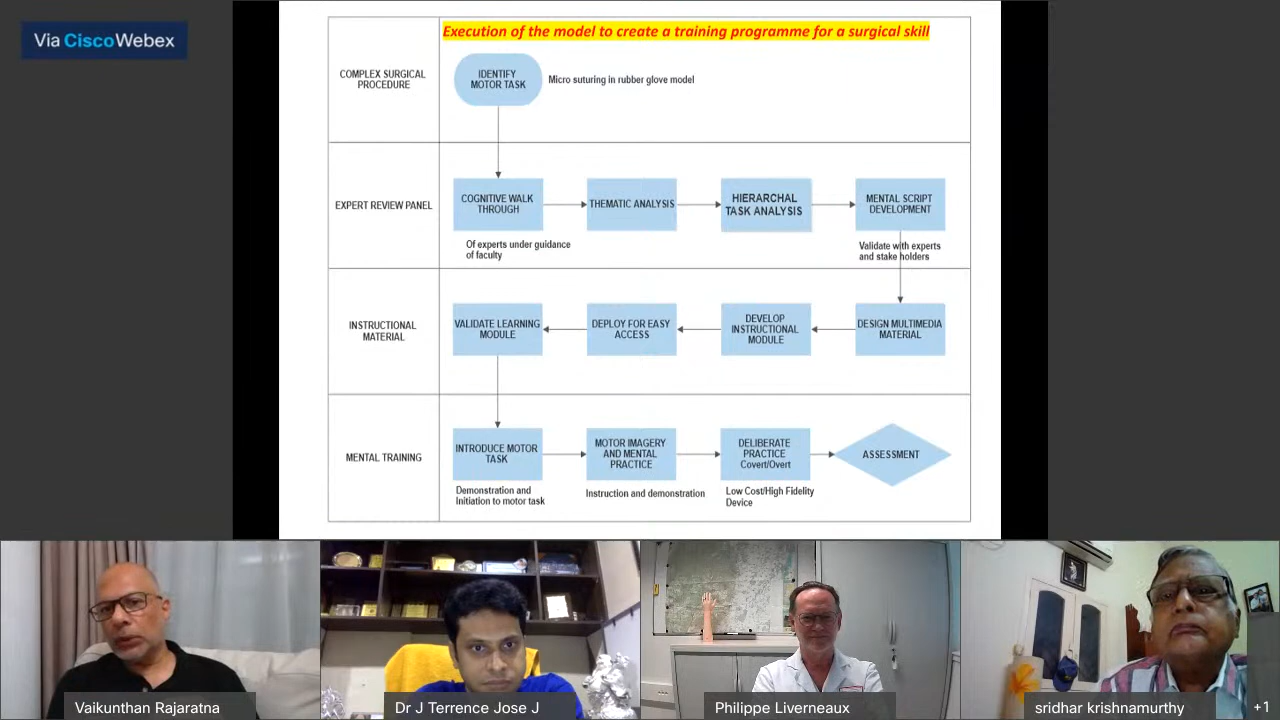 Via CiscoWebex
Execution of the model to create a training programme for a surgical skill
COMPLEX SURGICAL
PROCEDURE
IDENTIFY
MOTOR TASK
Micro suturing in rubber glove model
EXPERT REVIEW PANEL
COGNITIVE WALK
THROUGH
THEMATIC ANALYSIS
HIERARCHAL
TASK ANALYSIS
MENTAL SCRIPT
DEVELOPMENT
Of experts under guidance
of faculty
Validate with experts
and stake holders
INSTRUCTIONAL
MATERIAL
VALIDATE LEARNING
MODULE
DEPLOY FOR EASY
ACCESS
DEVELOP
INSTRUCTIONAL
MODULE
DESIGN MULTIMEDIA
MATERIAL
MENTAL TRAINING
INTRODUCE MOTOR
TASK
MOTOR IMAGERY
AND MENTAL
PRACTICE
DELIBERATE
PRACTICE
Covert/Overt
ASSESSMENT
Demonstration and
Initiation to motor task
Instruction and demonstration
Low Cost/High Fidelity
Device
Vaikunthan Rajaratna
Dr J Terrence Jose J
Philippe Liverneaux
sridhar krishnamurthy
+1